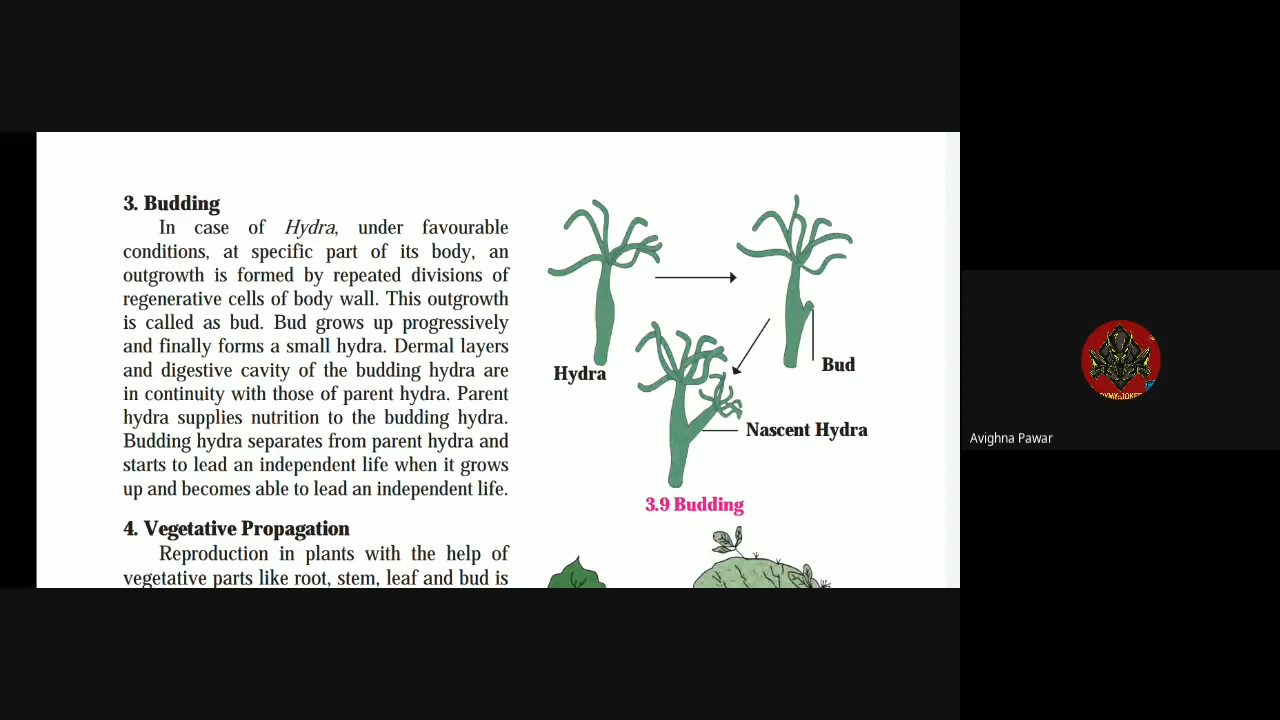 3. Budding
In case of Hydra, under favourable
conditions, at specific part of its body, an
outgrowth is formed by repeated divisions of
regenerative cells of body wall. This outgrowth
is called as bud. Bud grows up progressively
and finally forms a small hydra. Dermal layers
and digestive cavity of the budding hydra are
in continuity with those of parent hydra. Parent
hydra supplies nutrition to the budding hydra.
Budding hydra separates from parent hydra and
starts to lead an independent life when it grows
up and becomes able to lead an independent life.
4. Vegetative Propagation
Reproduction in plants with the help of
vegetative parts like root, stem, leaf and bud is
Hydra
Bud
Nascent Hydra
3.9 Budding
Avighna Pawar